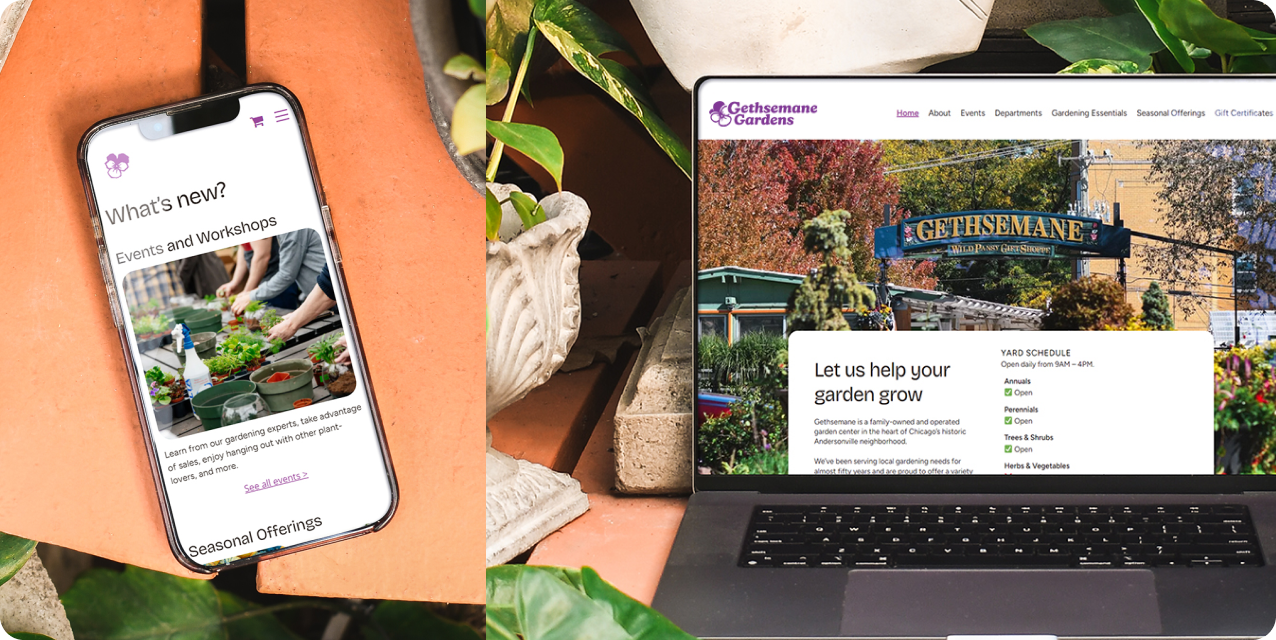 What's new?
Events and Workshops
Learn from our gardening experts, take advantage
of sales, enjoy hanging out with other plant-
lovers, and more.
See all events >
Seasonal Offerings
Gethsemane
Gardens
Home About Events Departments Gardening Essentials Seasonal Offerings Gift Certificates
GETHSEMANE
WILD PANSY GIFT SHOPPE
Let us help your
garden grow
Gethsemane is a family-owned and operated
garden center in the heart of Chicago's historic
Andersonville neighborhood.
We've been serving local gardening needs for
almost fifty years and are proud to offer a variety
YARD SCHEDULE
Open daily from 9AM – 4PM.
Annuals
✅ Open
Perennials
✅ Open
Trees & Shrubs
✅ Open
Herbs & Vegetables